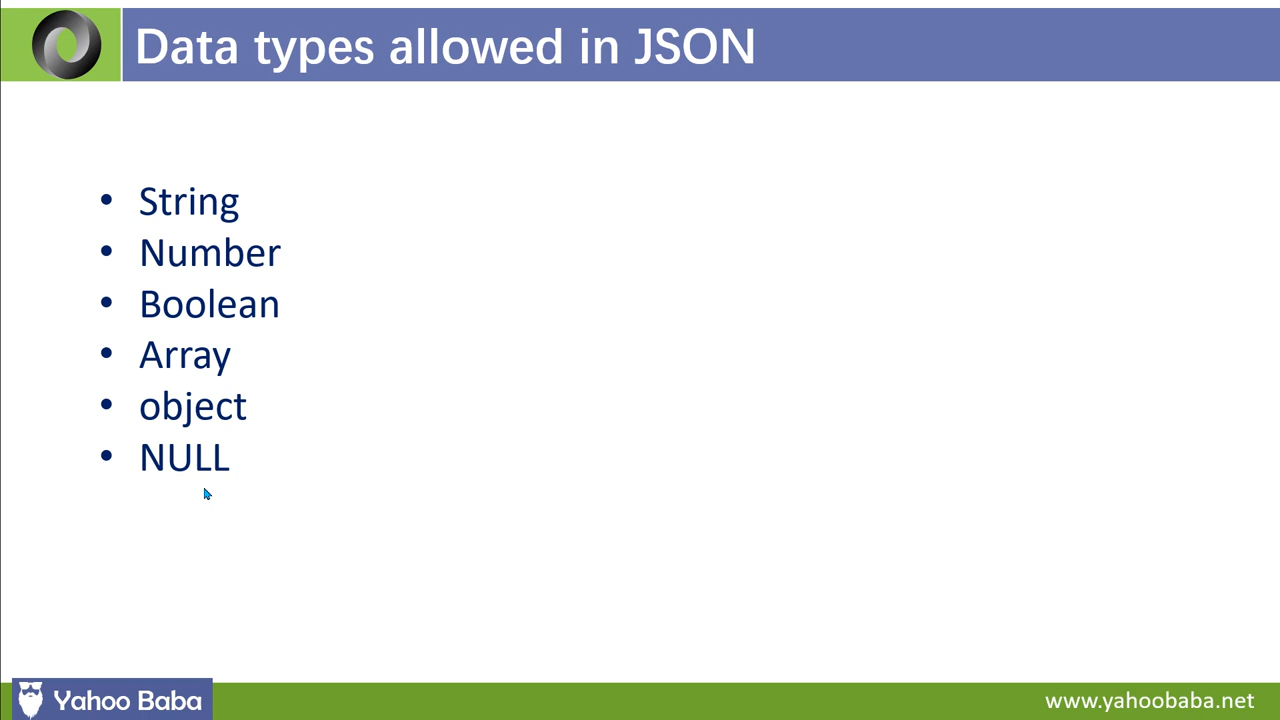 Data types allowed in JSON
• String
• Number
• Boolean
• Array
• object
• NULL
Yahoo Baba
www.yahoobaba.net